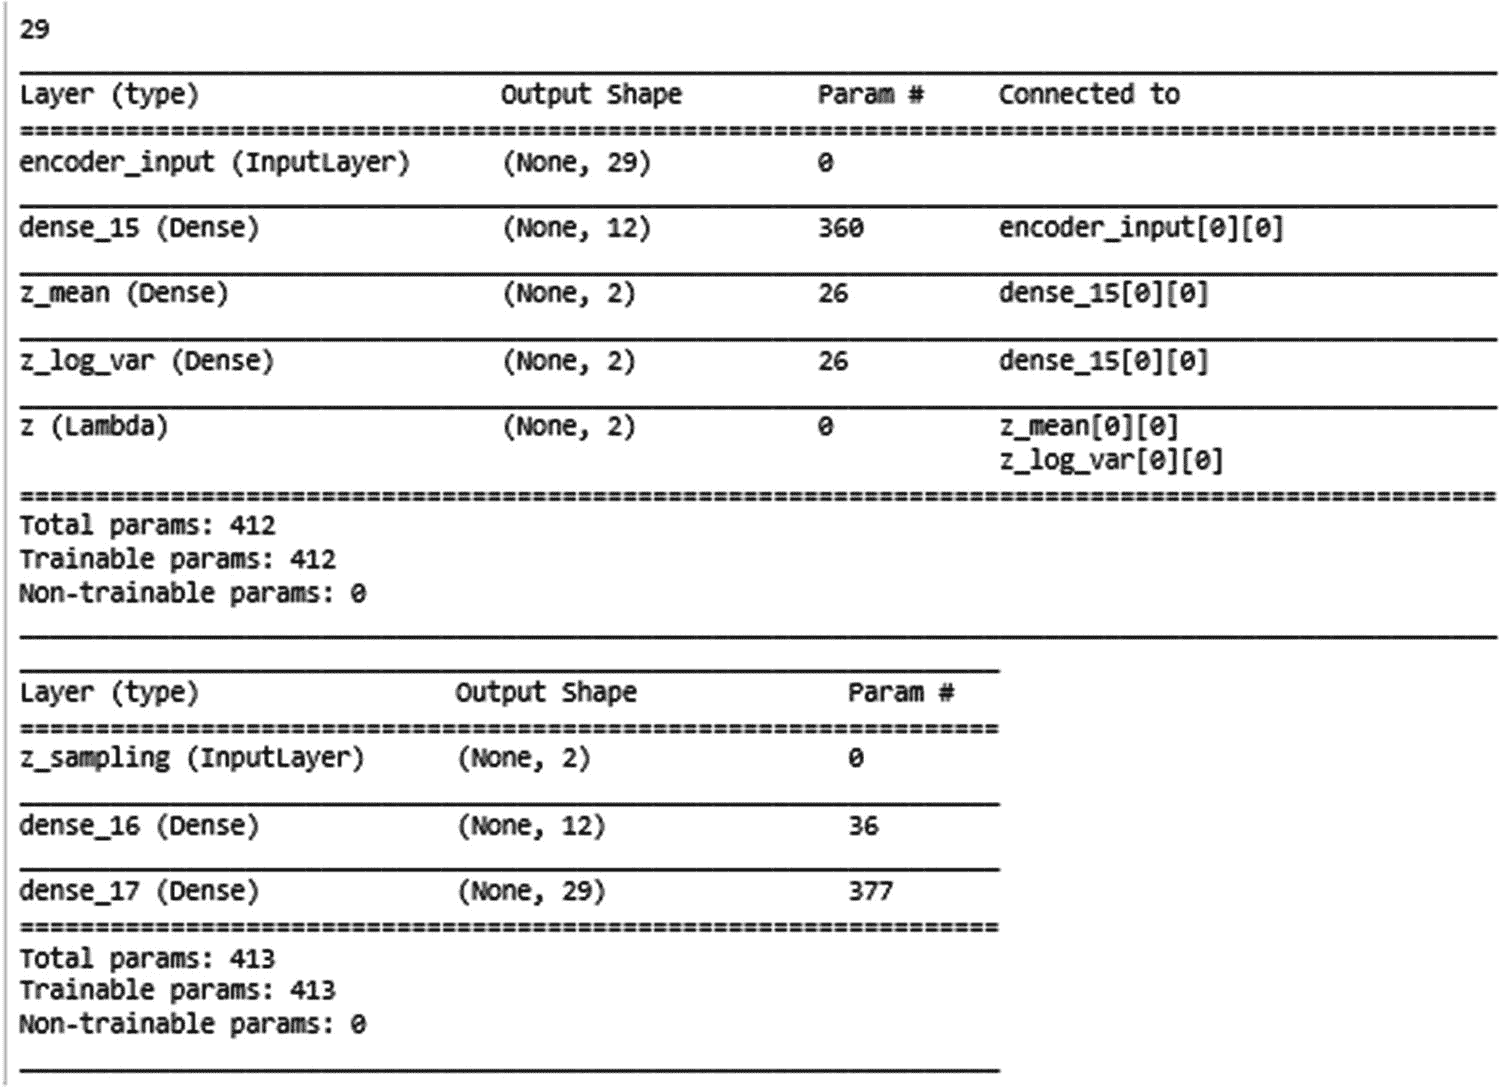 29
Layer (type) Output Shape Param # Connected to
==================================================================================================
encoder_input (InputLayer) (None, 29) 0
dense_15 (Dense) (None, 12) 360 encoder_input[0][0]
z_mean (Dense) (None, 2) 26 dense_15[0][0]
z_log_var (Dense) (None, 2) 26 dense_15[0][0]
z (Lambda) (None, 2) 0 z_mean[0][0]
z_log_var[0][0]
==================================================================================================
Total params: 412
Trainable params: 412
Non-trainable params: 0
Layer (type) Output Shape Param #
=================================================================
z_sampling (InputLayer) (None, 2) 0
dense_16 (Dense) (None, 12) 36
dense_17 (Dense) (None, 29) 377
=================================================================
Total params: 413
Trainable params: 413
Non-trainable params: 0